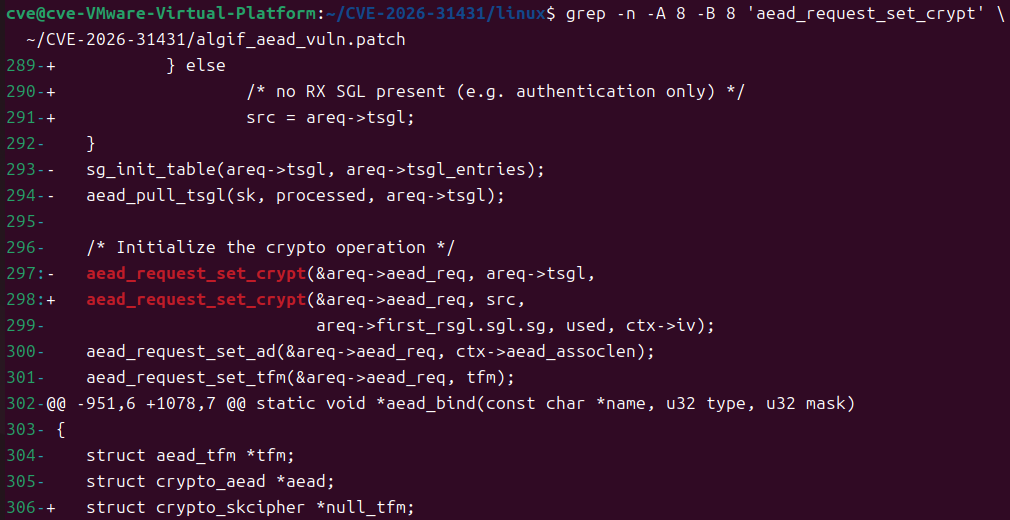 cve@cve-VMware-Virtual-Platform:~/CVE-2026-31431/linux$ grep -n -A 8 -B 8 'aead_request_set_crypt' \
  ~/CVE-2026-31431/algif_aead_vuln.patch
289-+		} else
290-+			/* no RX SGL present (e.g. authentication only) */
291-+			src = areq->tsgl;
292- 	}
293--	sg_init_table(areq->tsgl, areq->tsgl_entries);
294--	aead_pull_tsgl(sk, processed, areq->tsgl);
295-
296- 	/* Initialize the crypto operation */
297:-	aead_request_set_crypt(&areq->aead_req, areq->tsgl,
298:+	aead_request_set_crypt(&areq->aead_req, src,
299- 			       areq->first_rsgl.sgl.sg, used, ctx->iv);
300- 	aead_request_set_ad(&areq->aead_req, ctx->aead_assoclen);
301- 	aead_request_set_tfm(&areq->aead_req, tfm);
302-@@ -951,6 +1078,7 @@ static void *aead_bind(const char *name, u32 type, u32 mask)
303- {
304- 	struct aead_tfm *tfm;
305- 	struct crypto_aead *aead;
306-+	struct crypto_skcipher *null_tfm;